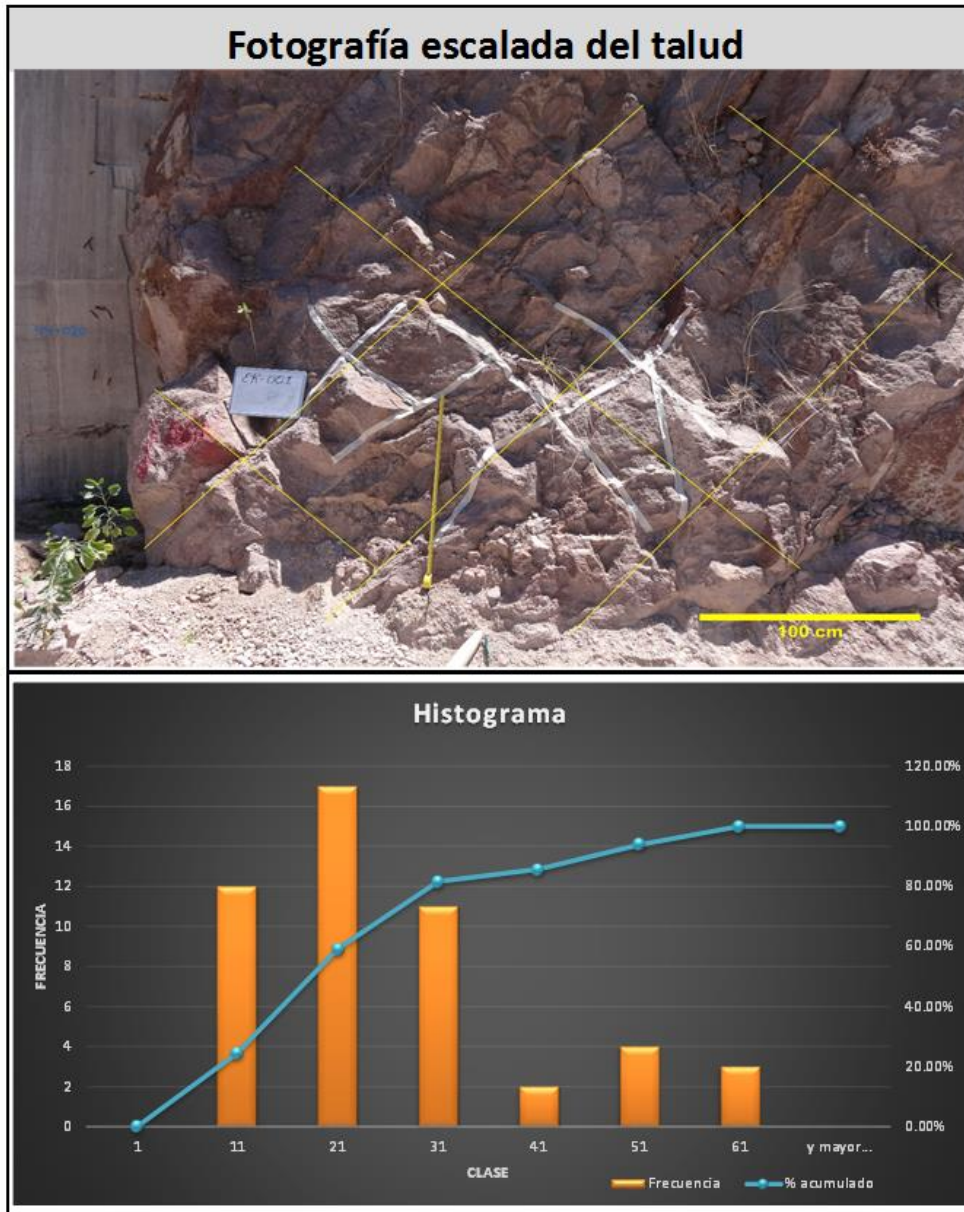 Fotografía escalada del talud
ER-001
100 cm
Histograma
18
16
14
12
10
8
6
4
2
0
120.00%
100.00%
80.00%
60.00%
40.00%
20.00%
0.00%
FRECUENCIA
1 11 21 31 41 51 61 y mayor...
CLASE
Frecuencia % acumulado